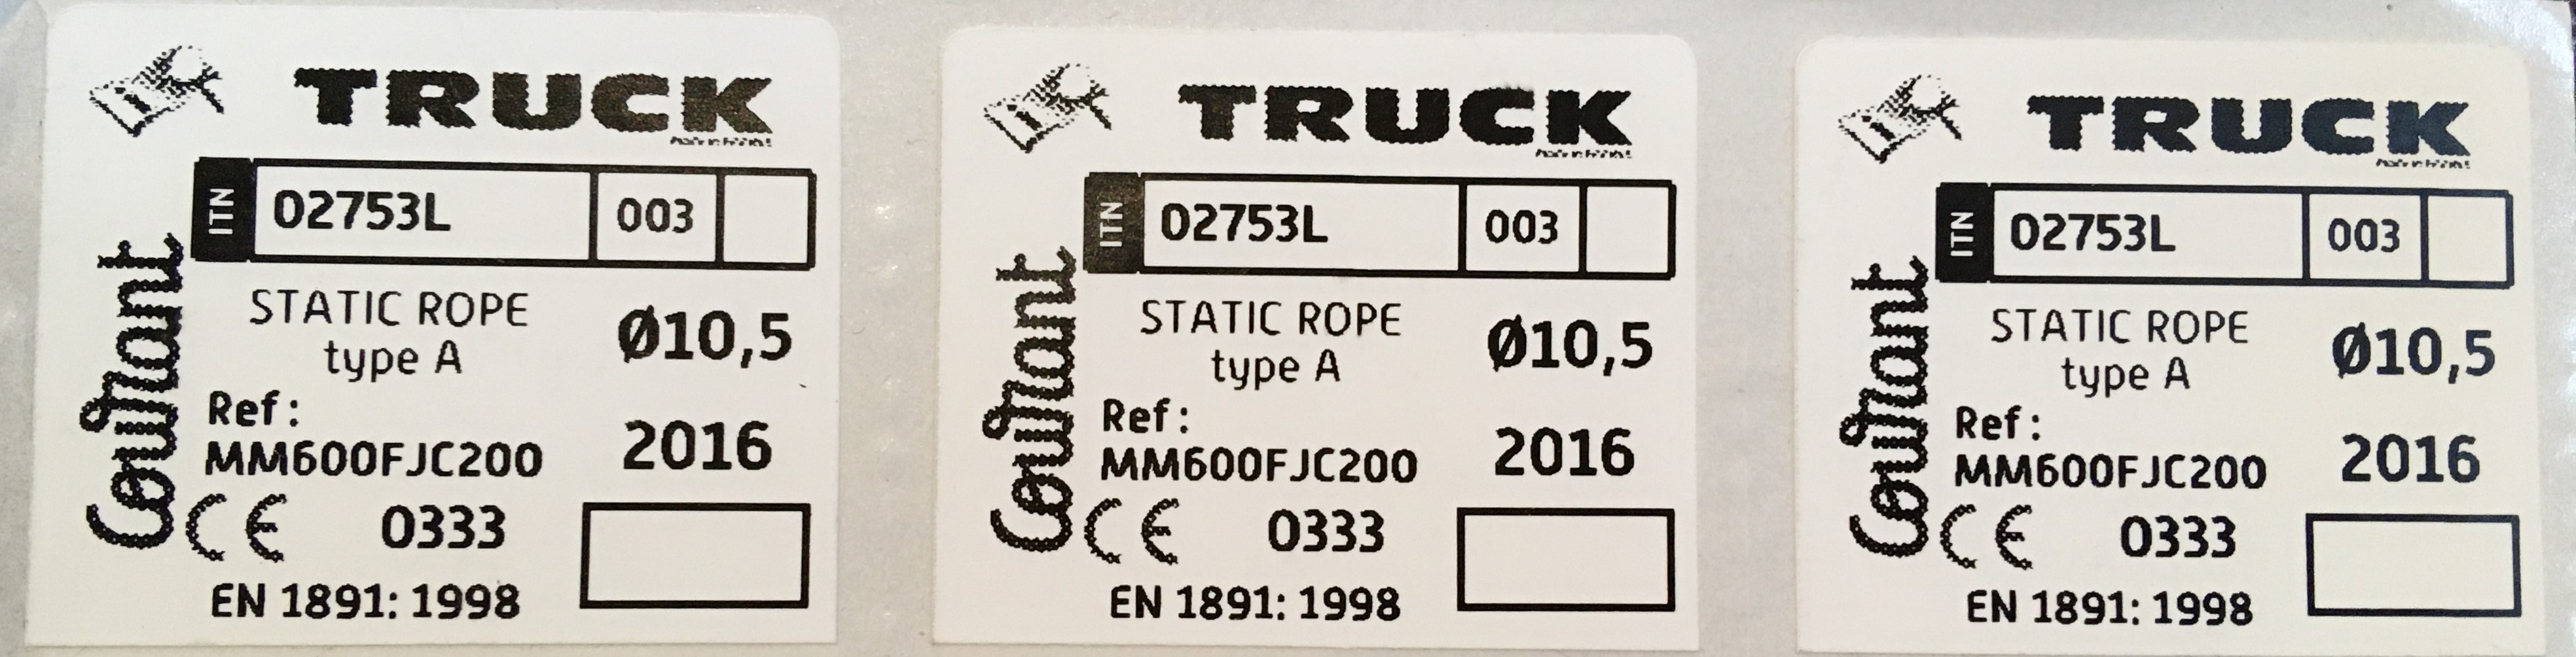 TRUCK
ITN 02753L 003
Courant
STATIC ROPE
type A
Ø10,5
Ref :
MM600FJC200
2016
CE 0333
EN 1891: 1998
TRUCK
ITN 02753L 003
Courant
STATIC ROPE
type A
Ø10,5
Ref :
MM600FJC200
2016
CE 0333
EN 1891: 1998
TRUCK
ITN 02753L 003
Courant
STATIC ROPE
type A
Ø10,5
Ref :
MM600FJC200
2016
CE 0333
EN 1891: 1998